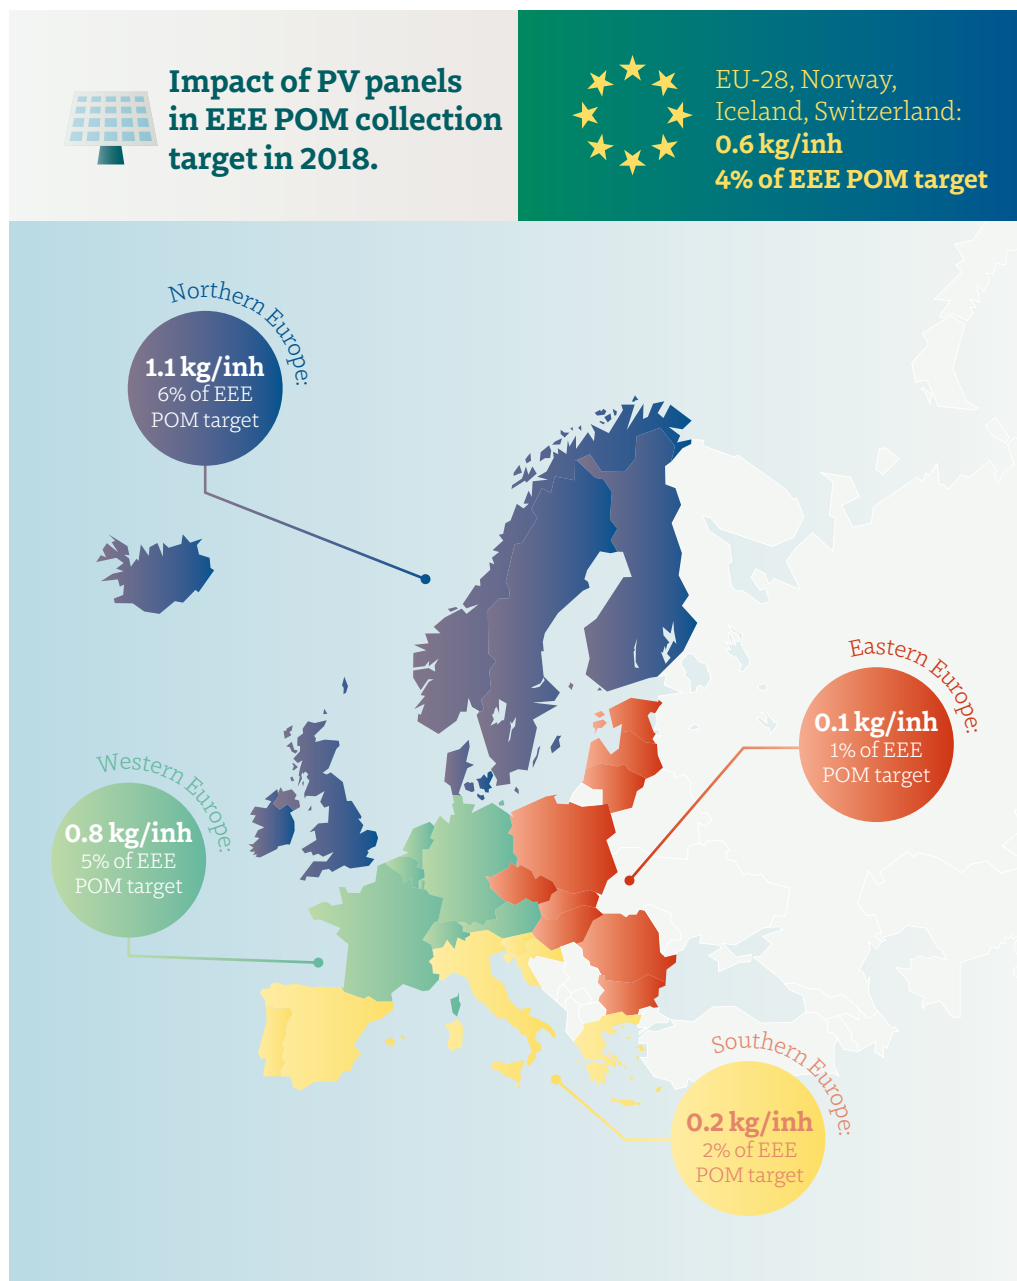 Impact of PV panels
in EEE POM collection
target in 2018.
EU-28, Norway,
Iceland, Switzerland:
0.6 kg/inh
4% of EEE POM target
Northern Europe:
1.1 kg/inh
6% of EEE
POM target
Eastern Europe:
0.1 kg/inh
1% of EEE
POM target
Western Europe:
0.8 kg/inh
5% of EEE
POM target
Southern Europe:
0.2 kg/inh
2% of EEE
POM target